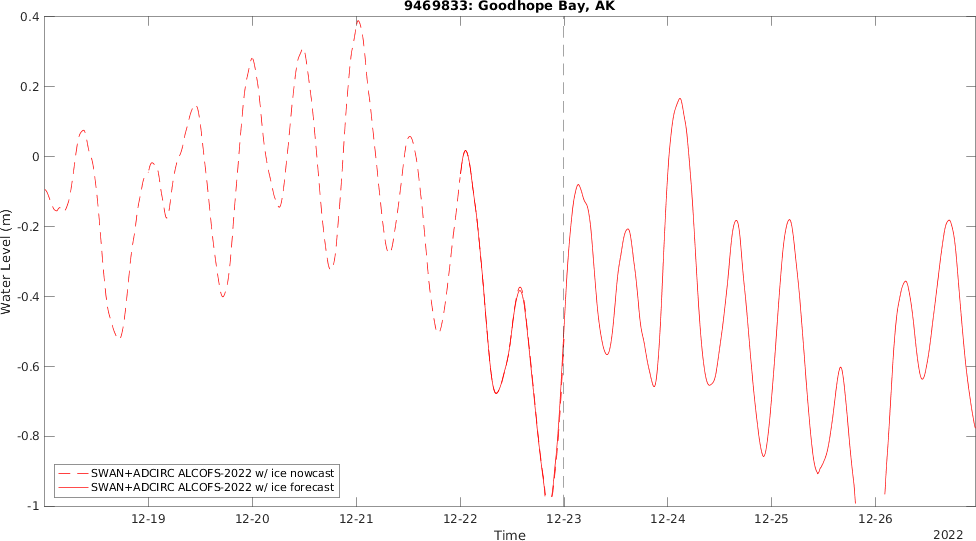 9469833: Goodhope Bay, AK
0.4
0.2
0
-0.2
-0.4
-0.6
-0.8
-1
Water Level (m)
SWAN+ADCIRC ALCOFS-2022 w/ ice nowcast
SWAN+ADCIRC ALCOFS-2022 w/ ice forecast
12-19 12-20 12-21 12-22 12-23 12-24 12-25 12-26
Time
2022